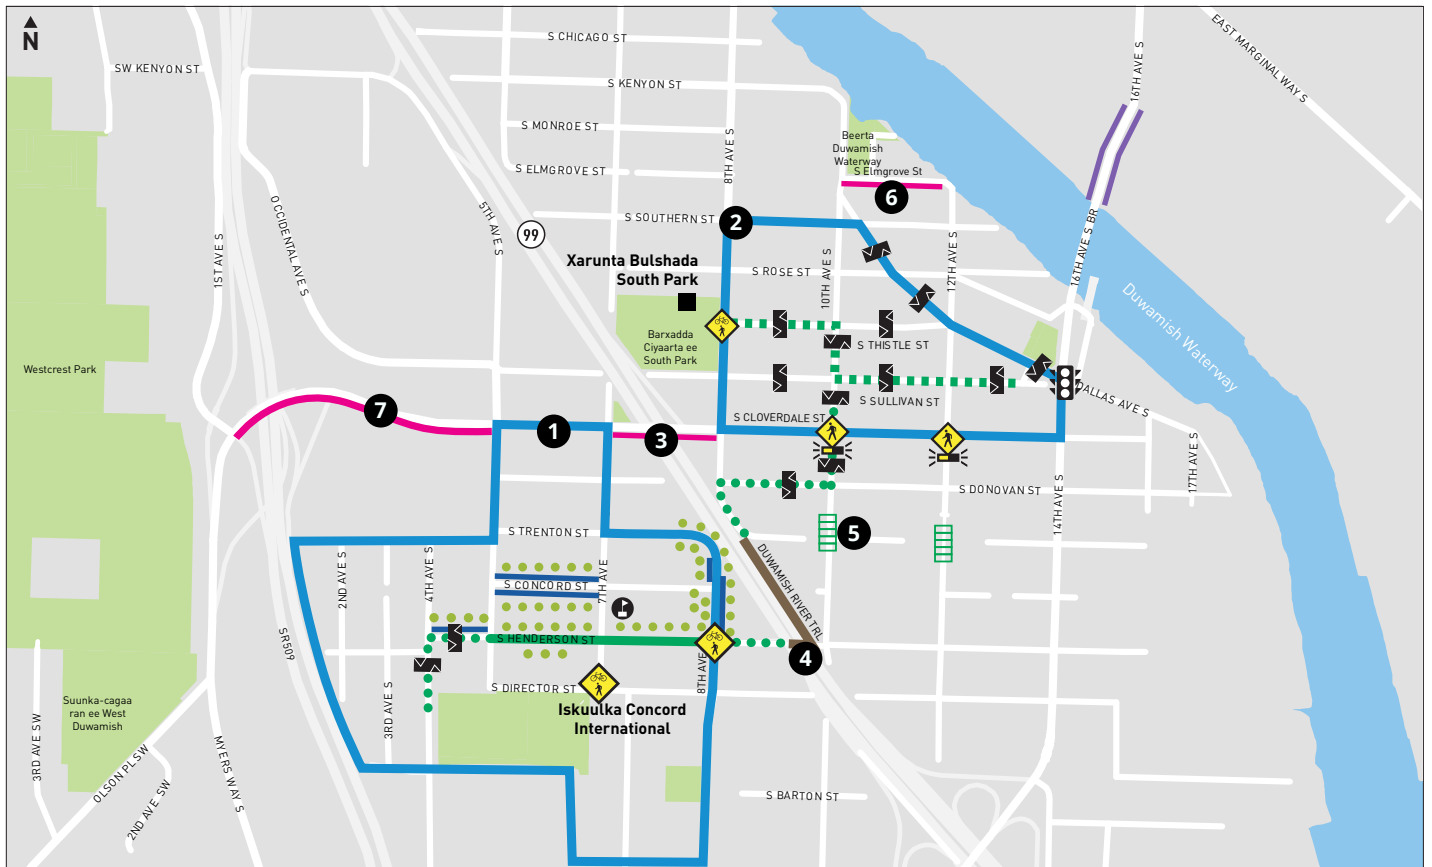 N
SW KENYON ST
S CHICAGO ST
S KENYON ST
S MONROE ST
S ELMGROVE ST
8TH AVE S
16TH AVE S
EAST MARGINAL WAY S
Beerta
Duwamish
Waterway
S Elmgrove St
6
1ST AVE S
OCCIDENTAL AVE S
5TH AVE S
99
S SOUTHERN ST
2
10TH AVE S
12TH AVE S
16TH AVE S BR
Xarunta Bulshada
South Park
S ROSE ST
Duwamish Waterway
Barxadda
Ciyaarta ee
South Park
S THISTLE ST
Westcrest Park
S SULLIVAN ST
DALLAS AVE S
7
1
3
S CLOVERDALE ST
17TH AVE S
S DONOVAN ST
14TH AVE S
S TRENTON ST
5
2ND AVE S
4TH AVE S
S CONCORD ST
7TH AVE
DUWAMISH RIVER TRL
SR509
S HENDERSON ST
4
8TH AVE
3RD AVE S
S DIRECTOR ST
Iskuulka Concord
International
Suunka-cagaa
ran ee West
Duwamish
3RD AVE SW
OLSON PL SW
2ND AVE SW
MYERS WAY S
S BARTON ST